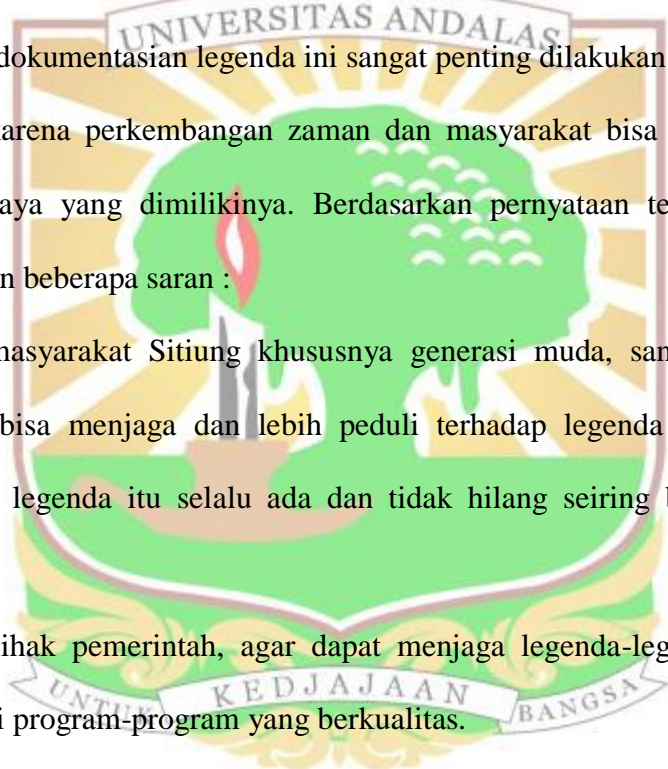 UNIVERSITAS ANDALAS
dokumentasian legenda ini sangat penting dilakukan
karena perkembangan zaman dan masyarakat bisa
aya yang dimilikinya. Berdasarkan pernyataan te
n beberapa saran :
masyarakat Sitiung khususnya generasi muda, san
bisa menjaga dan lebih peduli terhadap legenda
legenda itu selalu ada dan tidak hilang seiring b
ihak pemerintah, agar dapat menjaga legenda-leg
UNTUK KEDJAJAAN BANGSA
i program-program yang berkualitas.